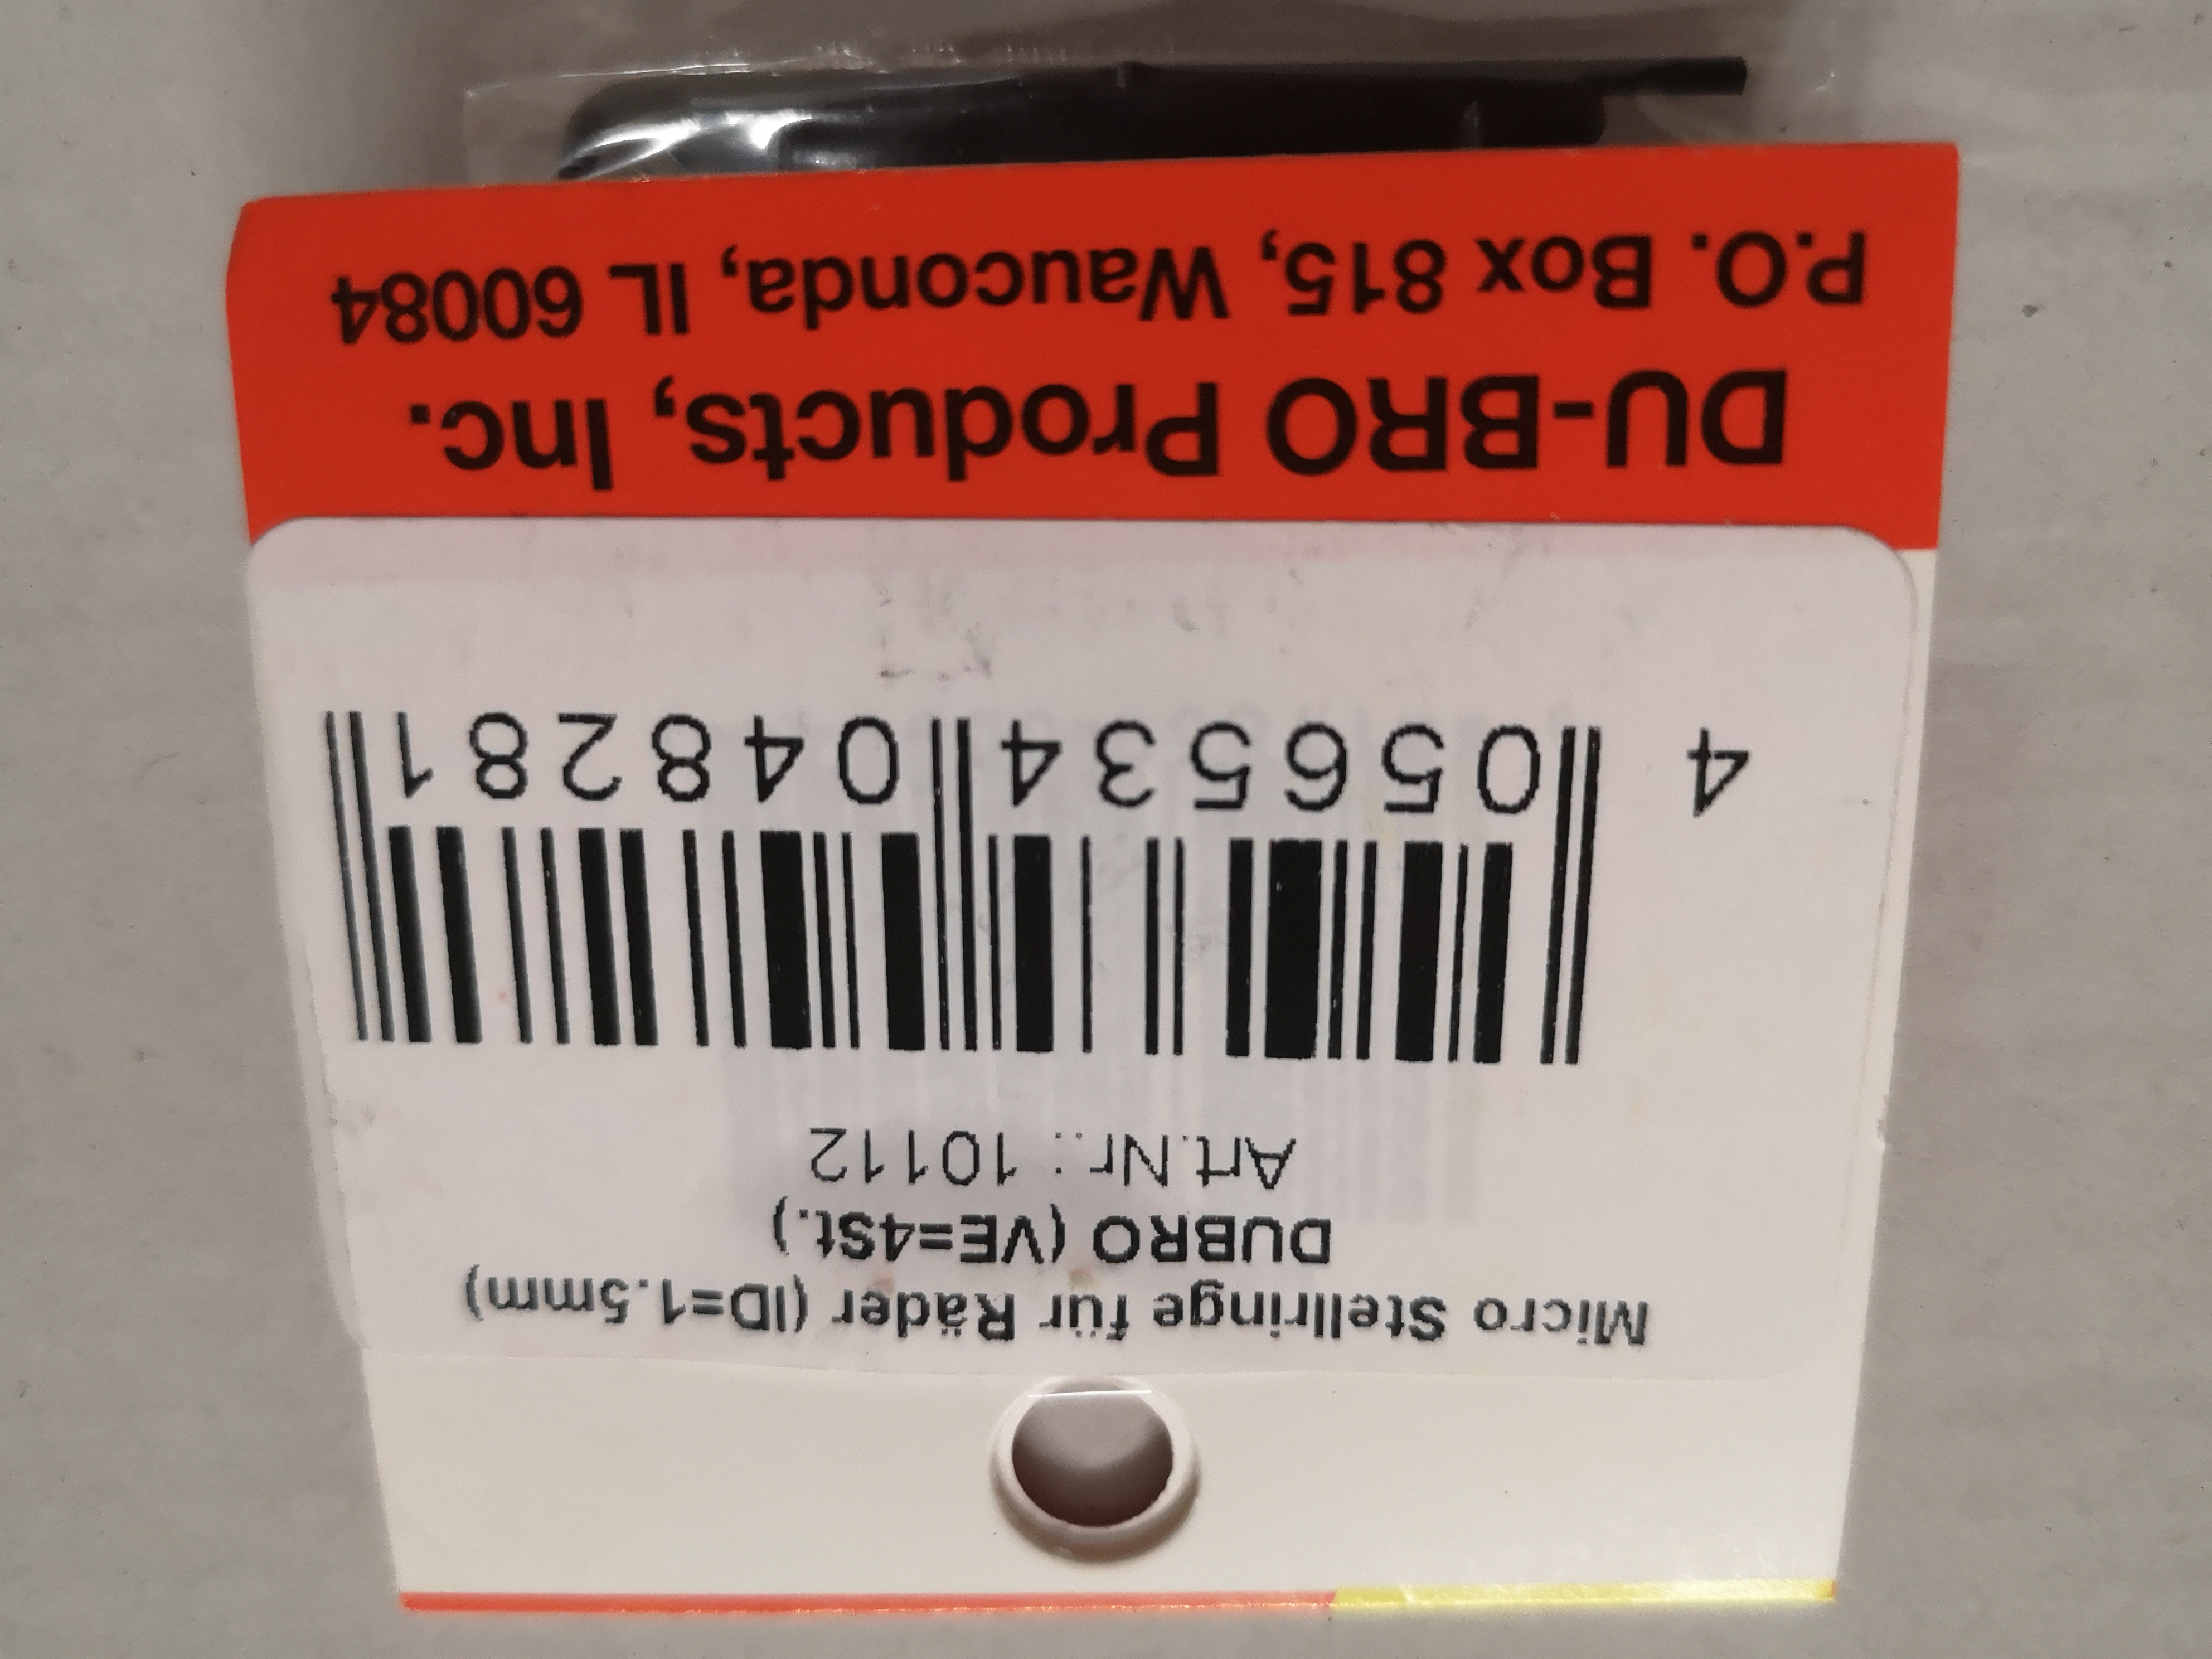 Micro Stellringe für Räder (ID=1.5mm)
DUBRO (VE=4St.)
Art.Nr.: 10112
4 056534 048281
DU-BRO Products, Inc.
P.O. Box 815, Wauconda, IL 60084